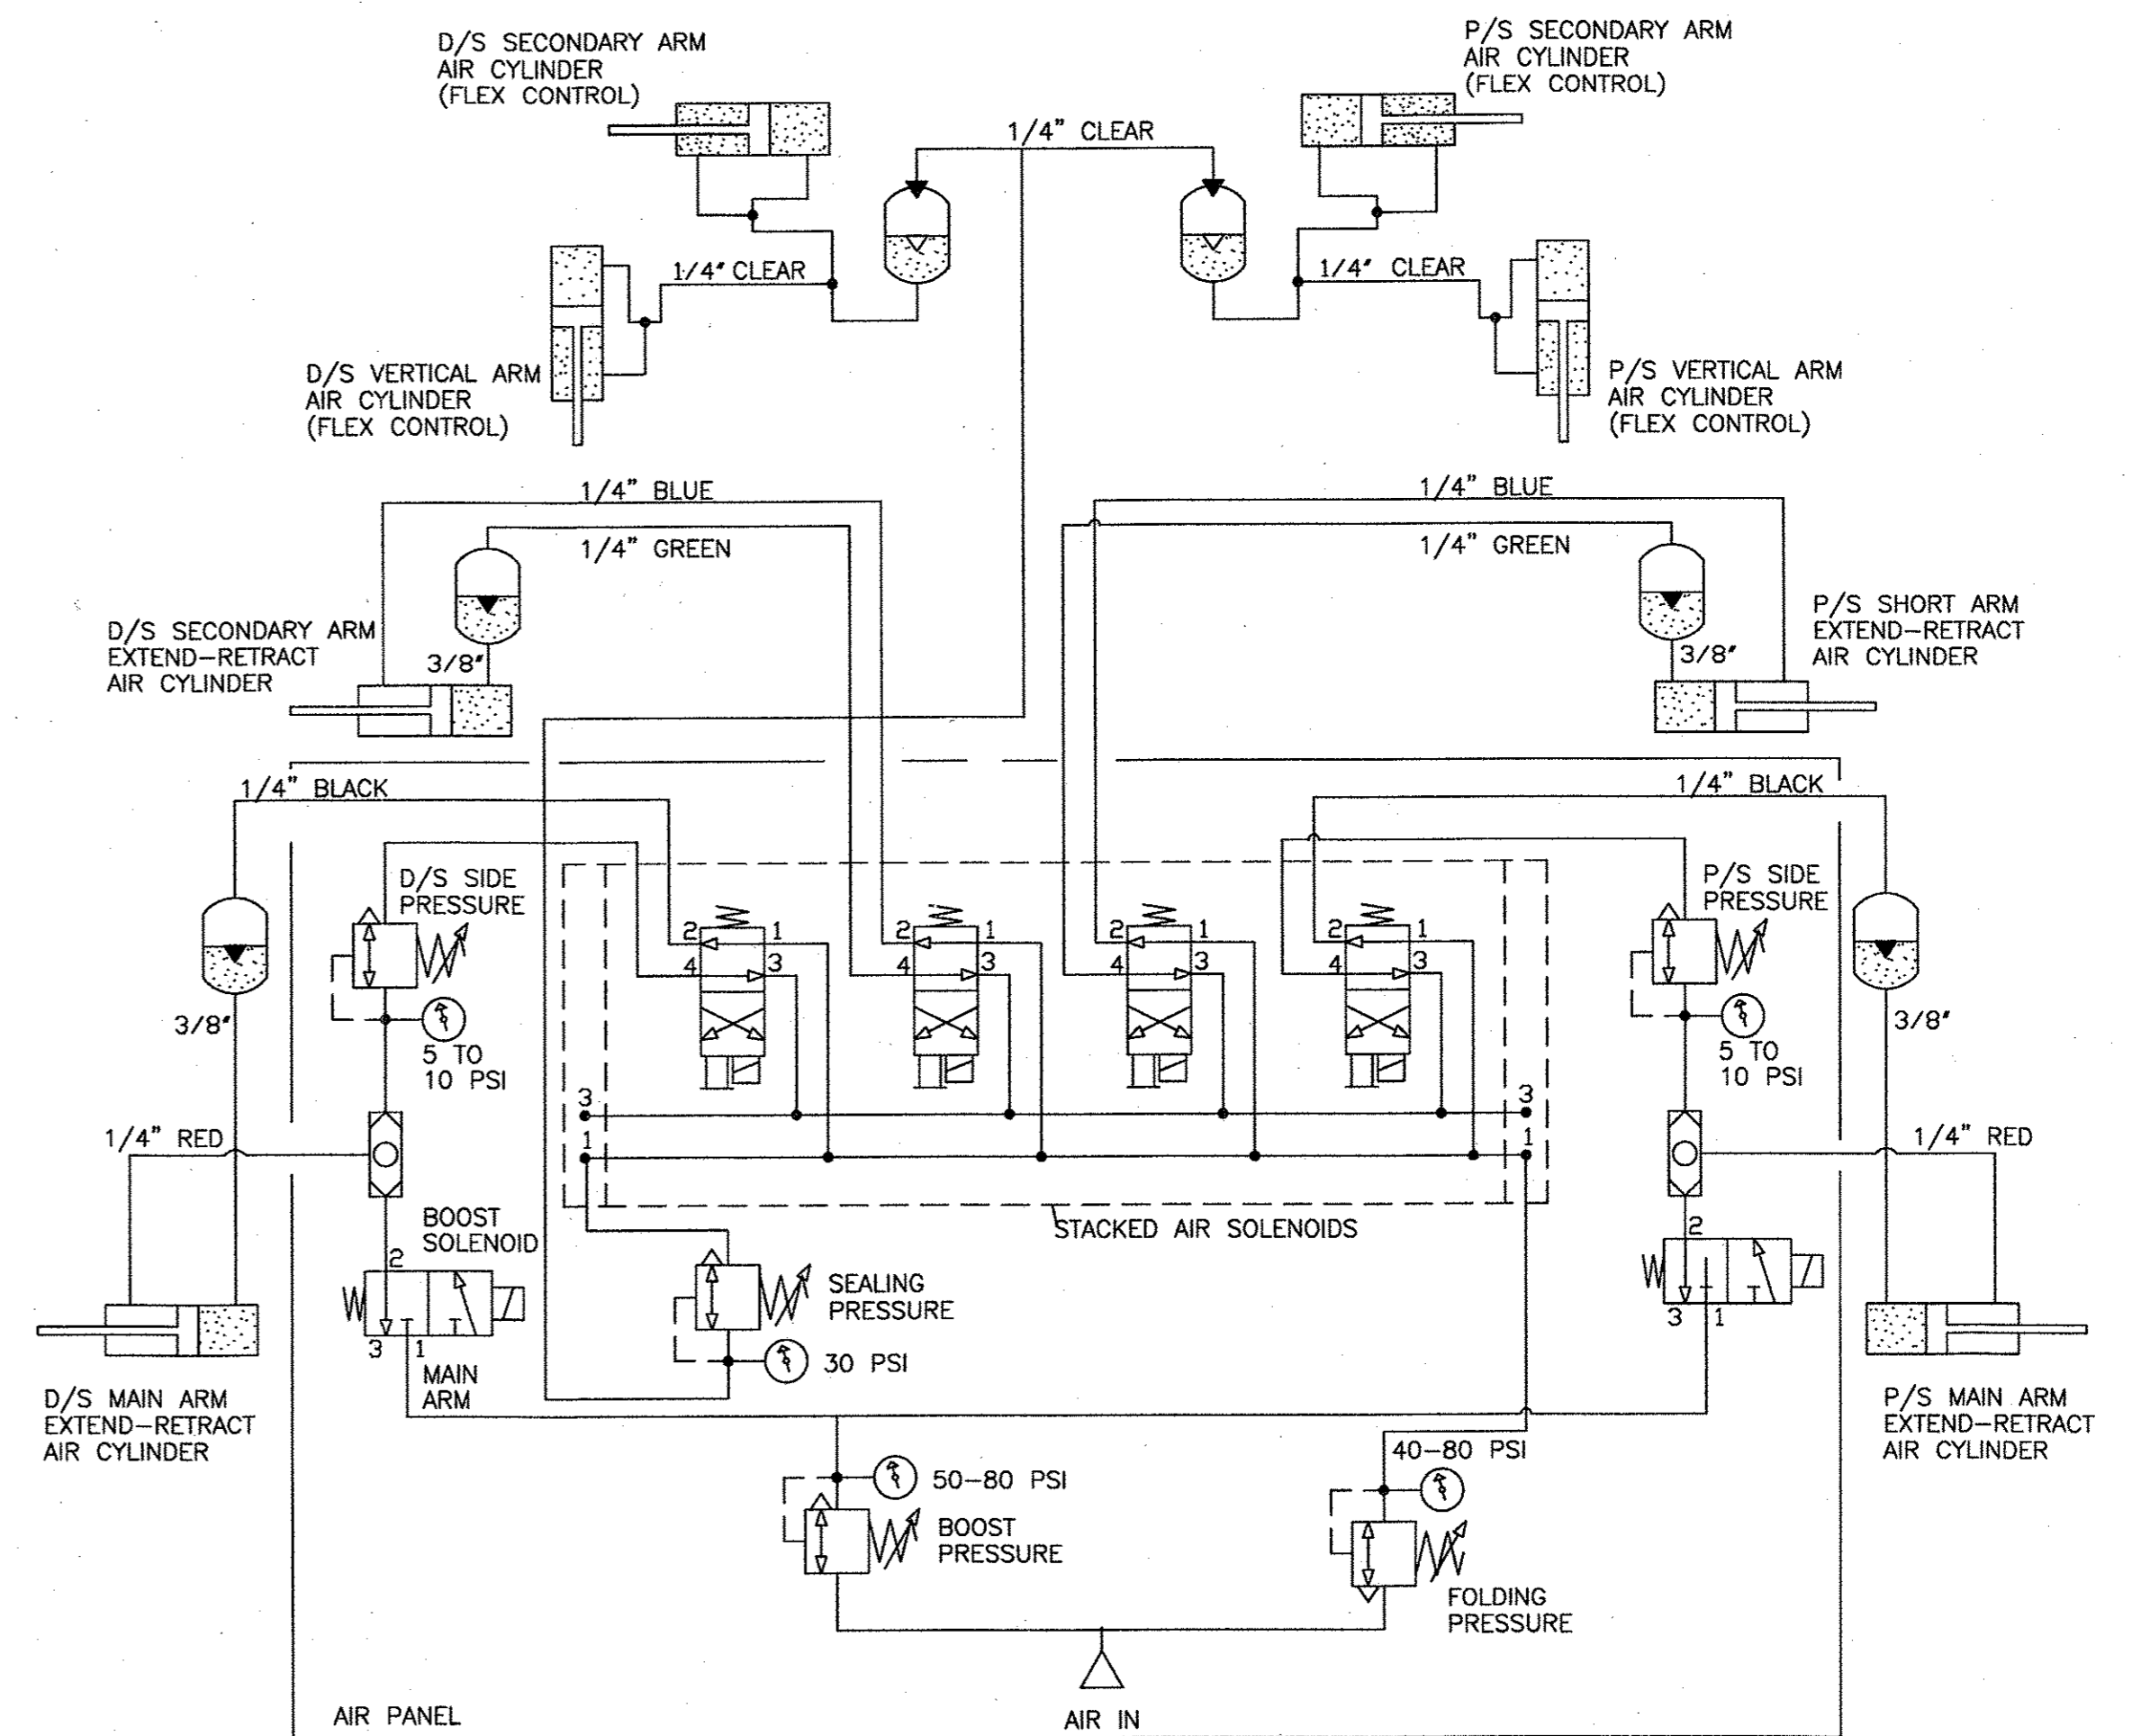 D/S SECONDARY ARM
AIR CYLINDER
(FLEX CONTROL)
P/S SECONDARY ARM
AIR CYLINDER
(FLEX CONTROL)
1/4" CLEAR
1/4" CLEAR
1/4" CLEAR
D/S VERTICAL ARM
AIR CYLINDER
(FLEX CONTROL)
P/S VERTICAL ARM
AIR CYLINDER
(FLEX CONTROL)
1/4" BLUE
1/4" GREEN
1/4" BLUE
1/4" GREEN
D/S SECONDARY ARM
EXTEND-RETRACT
AIR CYLINDER
3/8"
P/S SHORT ARM
EXTEND-RETRACT
AIR CYLINDER
3/8"
1/4" BLACK
1/4" BLACK
D/S SIDE
PRESSURE
P/S SIDE
PRESSURE
2 1
4 3
2 1
4 3
2 1
4 3
2 1
4 3
3/8"
5 TO
10 PSI
5 TO
10 PSI
3/8"
3
1
3
1
1/4" RED
1/4" RED
BOOST
SOLENOID
STACKED AIR SOLENOIDS
2
3 1
2
3 1
SEALING
PRESSURE
30 PSI
MAIN
ARM
D/S MAIN ARM
EXTEND-RETRACT
AIR CYLINDER
P/S MAIN ARM
EXTEND-RETRACT
AIR CYLINDER
50-80 PSI
BOOST
PRESSURE
40-80 PSI
FOLDING
PRESSURE
AIR PANEL
AIR IN